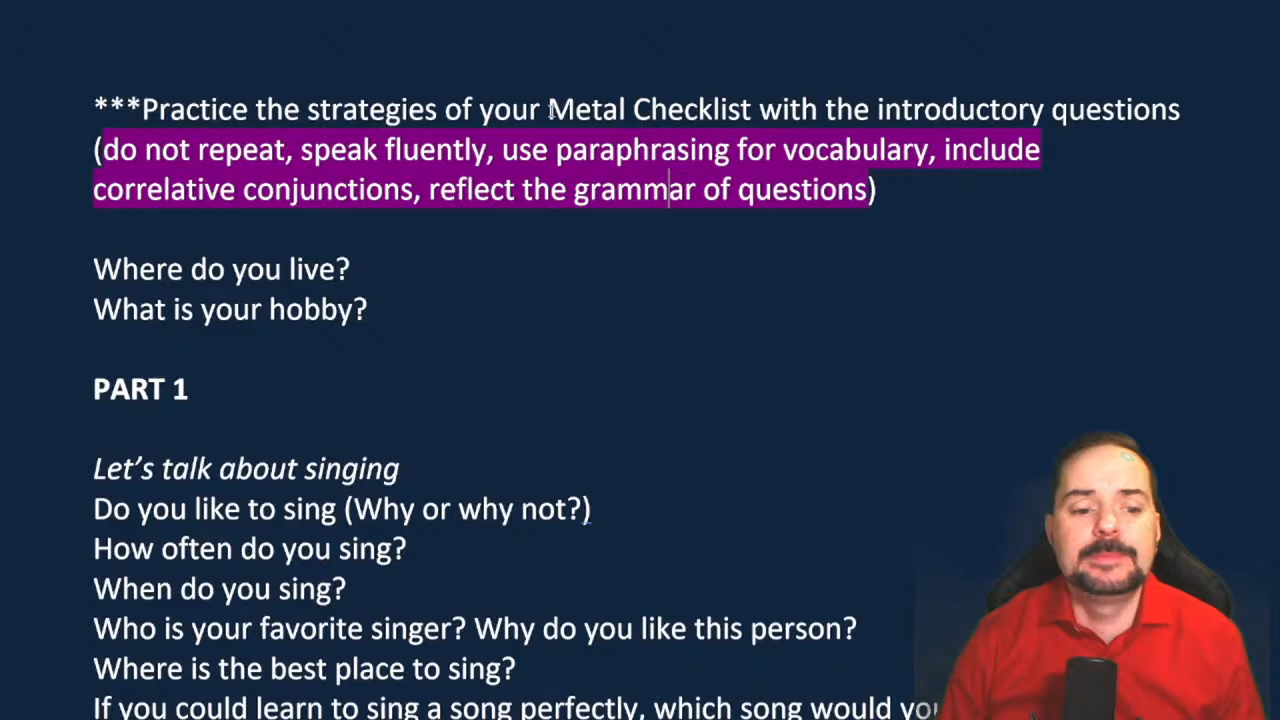 ***Practice the strategies of your Metal Checklist with the introductory questions
(do not repeat, speak fluently, use paraphrasing for vocabulary, include
correlative conjunctions, reflect the grammar of questions)
Where do you live?
What is your hobby?
PART 1
Let’s talk about singing
Do you like to sing (Why or why not?)
How often do you sing?
When do you sing?
Who is your favorite singer? Why do you like this person?
Where is the best place to sing?
If you could learn to sing a song perfectly, which song would